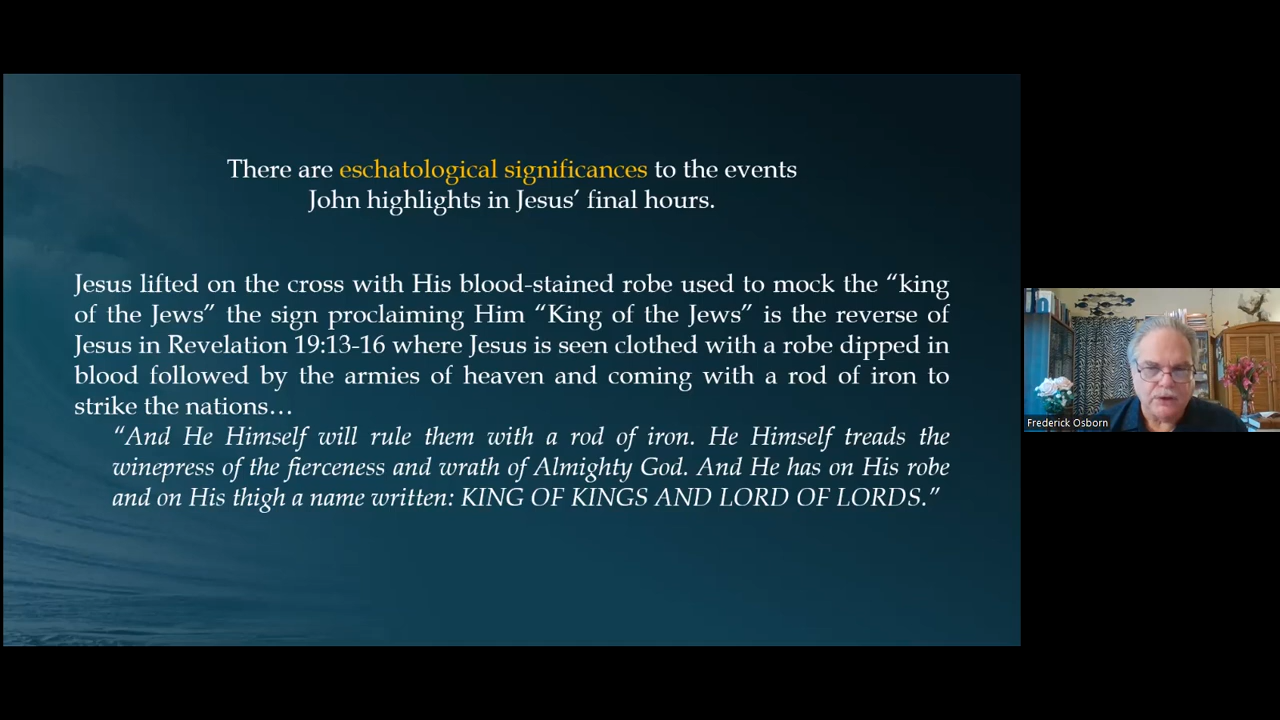 There are eschatological significances to the events
John highlights in Jesus’ final hours.
Jesus lifted on the cross with His blood-stained robe used to mock the “king
of the Jews” the sign proclaiming Him “King of the Jews” is the reverse of
Jesus in Revelation 19:13-16 where Jesus is seen clothed with a robe dipped in
blood followed by the armies of heaven and coming with a rod of iron to
strike the nations…
“And He Himself will rule them with a rod of iron. He Himself treads the
winepress of the fierceness and wrath of Almighty God. And He has on His robe
and on His thigh a name written: KING OF KINGS AND LORD OF LORDS.”
Frederick Osborn